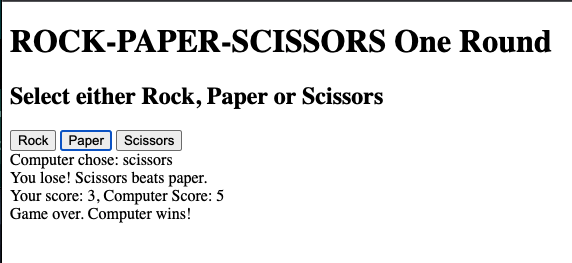 ROCK-PAPER-SCISSORS One Round
Select either Rock, Paper or Scissors
Rock Paper Scissors
Computer chose: scissors
You lose! Scissors beats paper.
Your score: 3, Computer Score: 5
Game over. Computer wins!